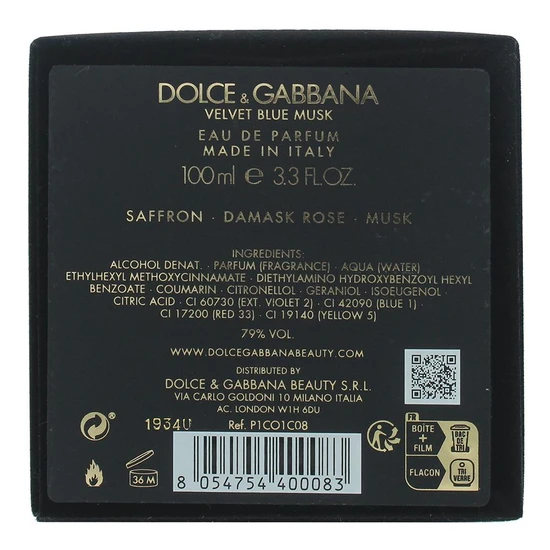 DOLCE & GABBANA
VELVET BLUE MUSK
EAU DE PARFUM
MADE IN ITALY
100ml e 3.3 FL.OZ.
SAFFRON · DAMASK ROSE · MUSK
INGREDIENTS:
ALCOHOL DENAT. · PARFUM (FRAGRANCE) · AQUA (WATER)
ETHYLHEXYL METHOXYCINNAMATE · DIETHYLAMINO HYDROXYBENZOYL HEXYL
BENZOATE · COUMARIN · CITRONELLOL · GERANIOL · ISOEUGENOL ·
CITRIC ACID · CI 60730 (EXT. VIOLET 2) · CI 42090 (BLUE 1) ·
CI 17200 (RED 33) · CI 19140 (YELLOW 5)
79% VOL.
WWW.DOLCEGABBANABEAUTY.COM
DISTRIBUTED BY
DOLCE & GABBANA BEAUTY S.R.L.
VIA CARLO GOLDONI 10 MILANO ITALIA
AC. LONDON W1H 6DU
1934U
Ref. P1CO1C08
36 M
8 054754 400083
FR
BOÎTE
+
FILM
BAC
DE
TRI
FLACON
TRI
VERRE